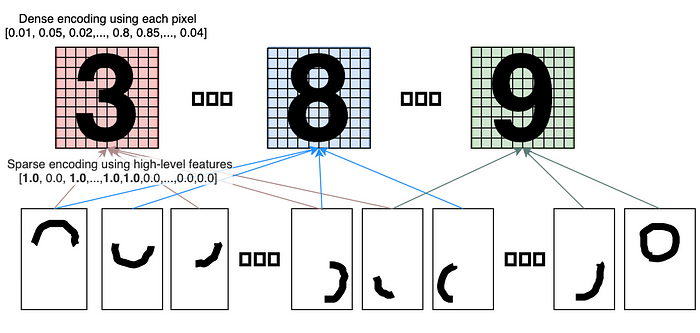 Dense encoding using each pixel
[0.01, 0.05, 0.02,..., 0.8, 0.85,..., 0.04]
3 8 9
Sparse encoding using high-level features
[1.0, 0.0, 1.0,...,1.0,1.0,0.0,...,0.0,0.0]